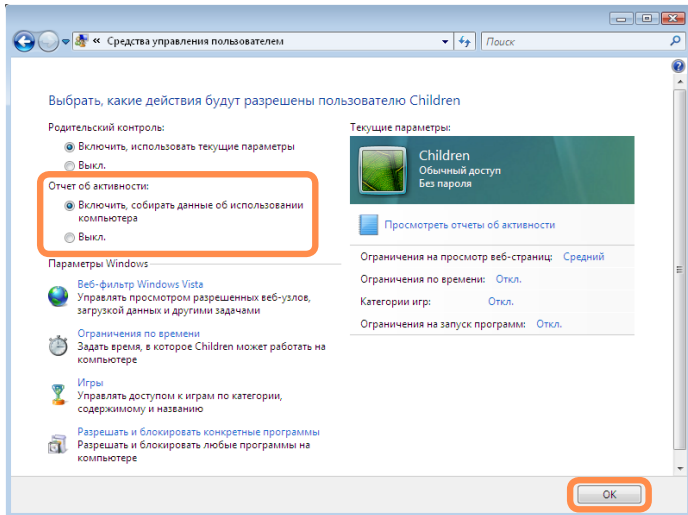 « Средства управления пользователем
Поиск
Выбрать, какие действия будут разрешены пользователю Children
Родительский контроль:
Включить, использовать текущие параметры
Выкл.
Отчет об активности:
Включить, собирать данные об использовании
компьютера
Выкл.
Параметры Windows
Веб-фильтр Windows Vista
Управлять просмотром разрешенных веб-узлов,
загрузкой данных и другими задачами
Ограничения по времени
Задать время, в которое Children может работать на
компьютере
Игры
Управлять доступом к играм по категории,
содержимому и названию
Разрешать и блокировать конкретные программы
Разрешать и блокировать любые программы на
компьютере
Текущие параметры:
Children
Обычный доступ
Без пароля
Просмотреть отчеты об активности
Ограничения на просмотр веб-страниц: Средний
Ограничения по времени: Откл.
Категории игр: Откл.
Ограничения на запуск программ: Откл.
OK